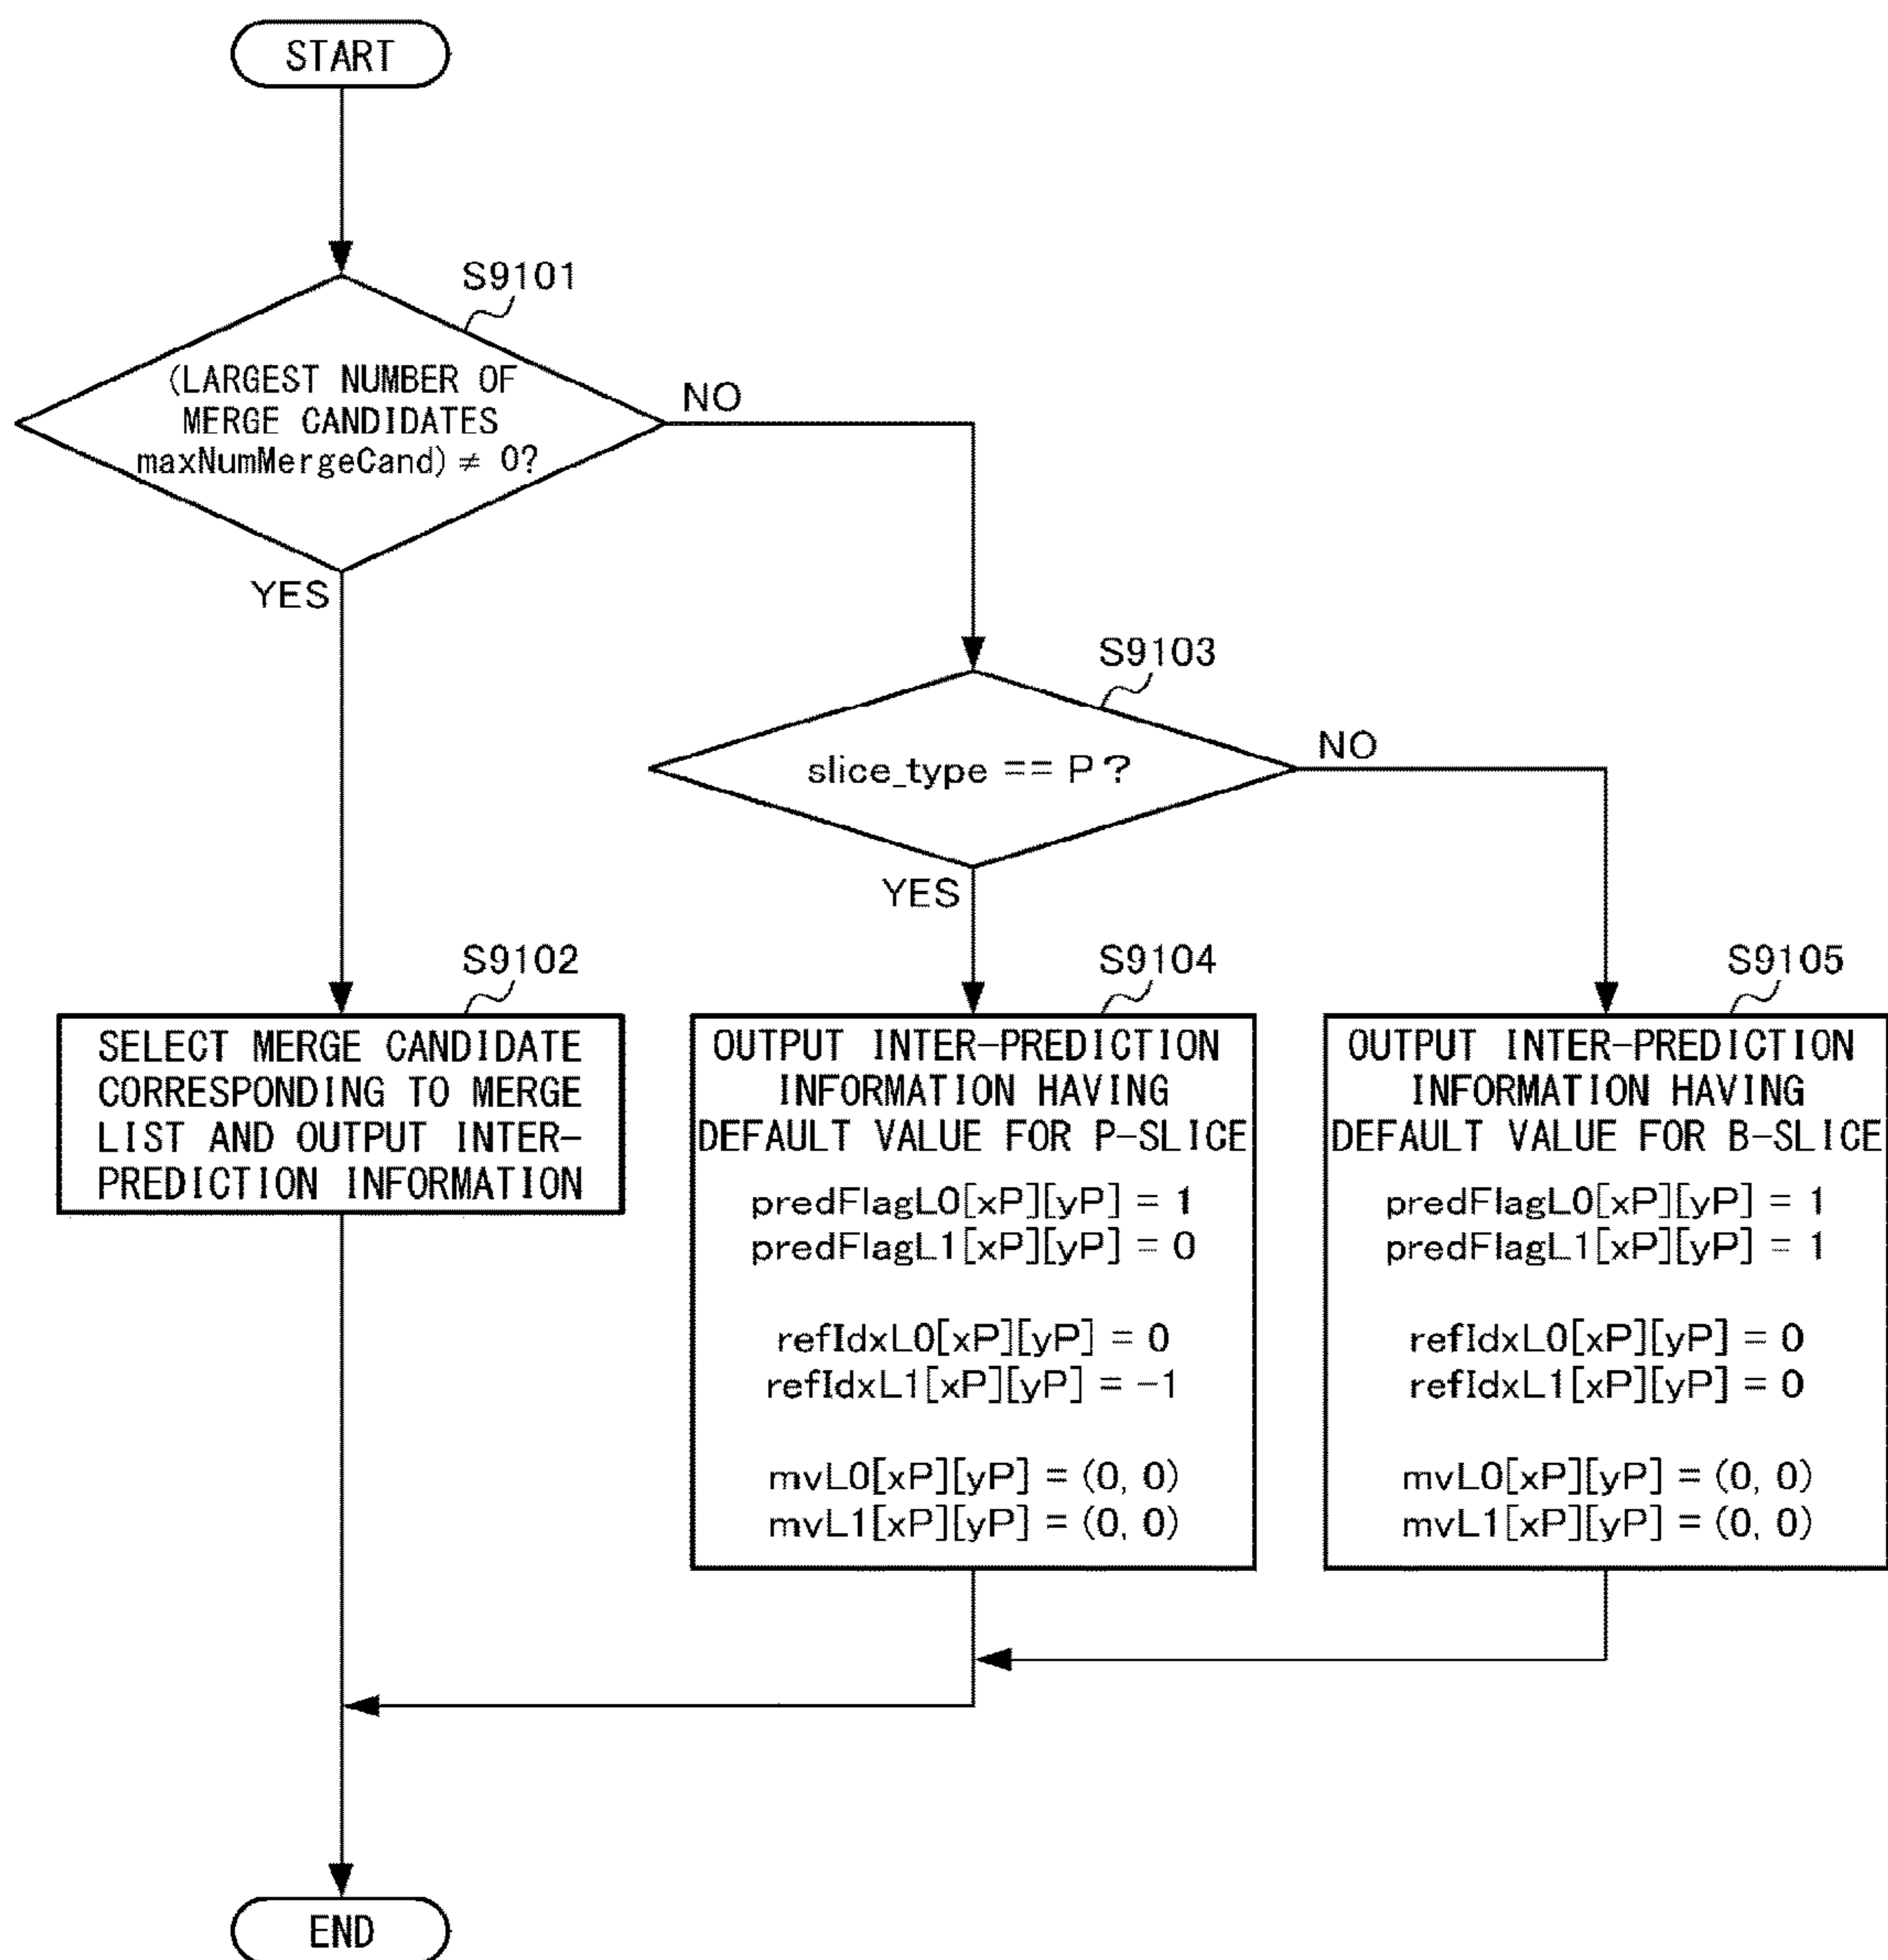 START
S9101
(LARGEST NUMBER OF
MERGE CANDIDATES
maxNumMergeCand) ≠ 0?
NO
YES
S9103
slice_type == P ?
NO
YES
S9102
SELECT MERGE CANDIDATE
CORRESPONDING TO MERGE
LIST AND OUTPUT INTER-
PREDICTION INFORMATION
S9104
OUTPUT INTER-PREDICTION
INFORMATION HAVING
DEFAULT VALUE FOR P-SLICE
predFlagL0[xP][yP] = 1
predFlagL1[xP][yP] = 0
refIdxL0[xP][yP] = 0
refIdxL1[xP][yP] = -1
mvL0[xP][yP] = (0, 0)
mvL1[xP][yP] = (0, 0)
S9105
OUTPUT INTER-PREDICTION
INFORMATION HAVING
DEFAULT VALUE FOR B-SLICE
predFlagL0[xP][yP] = 1
predFlagL1[xP][yP] = 1
refIdxL0[xP][yP] = 0
refIdxL1[xP][yP] = 0
mvL0[xP][yP] = (0, 0)
mvL1[xP][yP] = (0, 0)
END